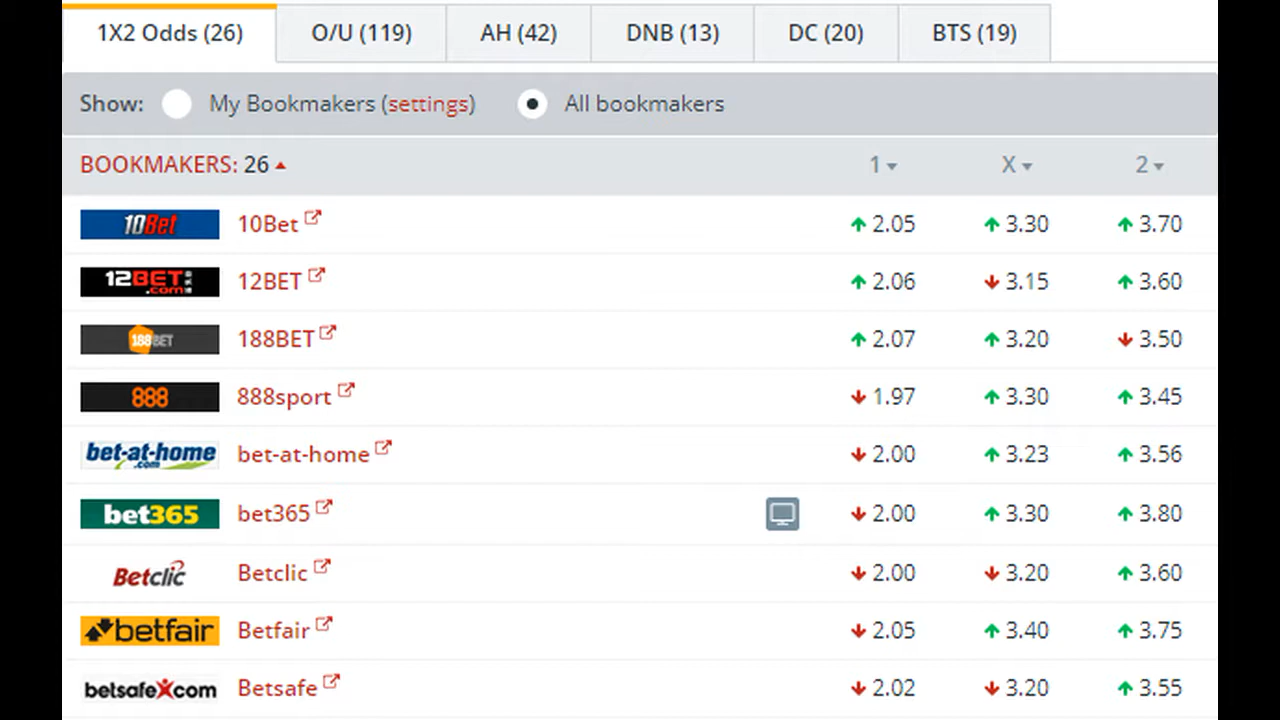 1X2 Odds (26) O/U (119) AH (42) DNB (13) DC (20) BTS (19)
Show: My Bookmakers (settings) All bookmakers
BOOKMAKERS: 26 1 X 2
10Bet 10Bet 2.05 3.30 3.70
12BET.com 12BET 2.06 3.15 3.60
188BET 188BET 2.07 3.20 3.50
888 888sport 1.97 3.30 3.45
bet-at-home.com bet-at-home 2.00 3.23 3.56
bet365 bet365 2.00 3.30 3.80
Betclic Betclic 2.00 3.20 3.60
betfair Betfair 2.05 3.40 3.75
betsafe.com Betsafe 2.02 3.20 3.55